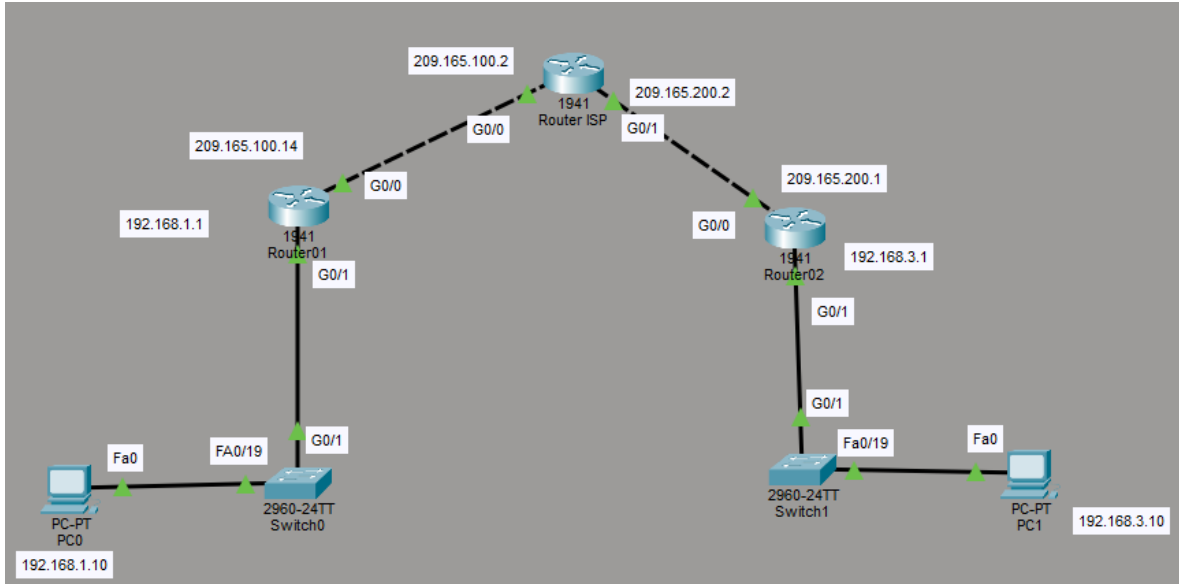 209.165.100.2
1941
Router ISP
209.165.200.2
G0/0
G0/1
209.165.100.14
G0/0
192.168.1.1
1941
Router01
G0/1
209.165.200.1
G0/0
1941
Router02
192.168.3.1
G0/1
G0/1
Fa0
FA0/19
G0/1
2960-24TT
Switch0
PC-PT
PC0
192.168.1.10
Fa0/19
Fa0
2960-24TT
Switch1
PC-PT
PC1
192.168.3.10